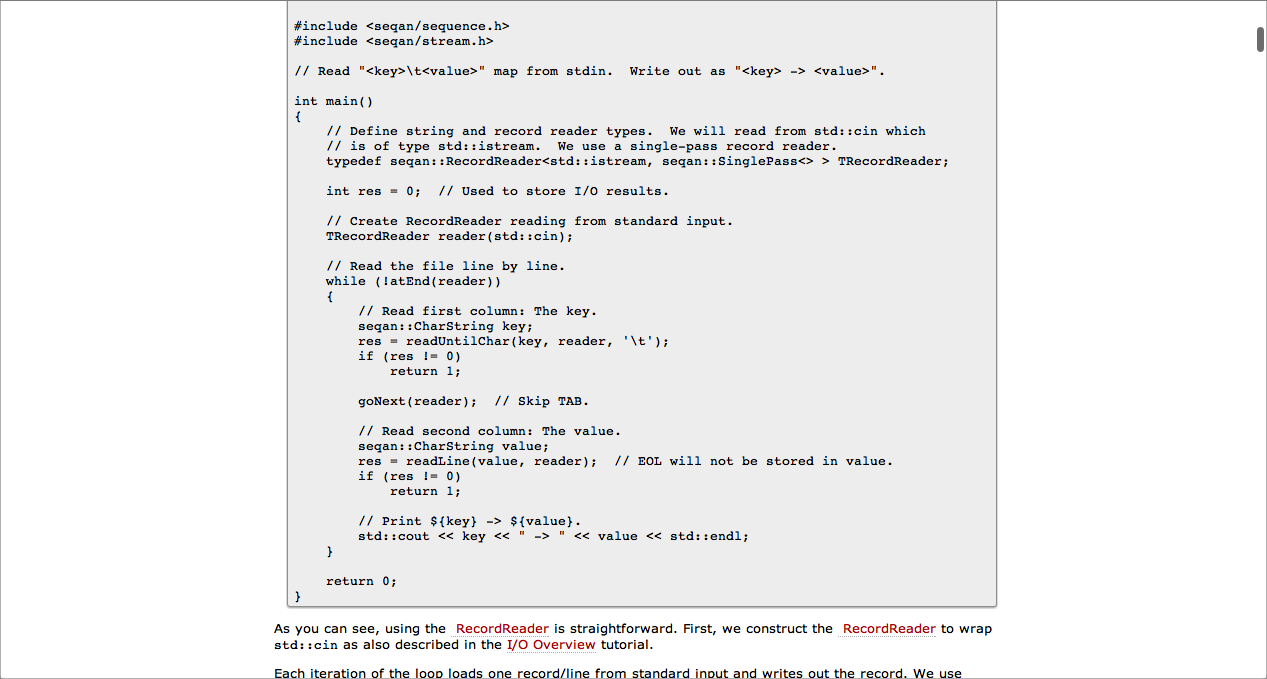 #include <seqan/sequence.h>
#include <seqan/stream.h>
// Read "<key>\t<value>" map from stdin.  Write out as "<key> -> <value>".
int main()
{
    // Define string and record reader types.  We will read from std::cin which
    // is of type std::istream.  We use a single-pass record reader.
    typedef seqan::RecordReader<std::istream, seqan::SinglePass<> > TRecordReader;
    int res = 0;  // Used to store I/O results.
    // Create RecordReader reading from standard input.
    TRecordReader reader(std::cin);
    // Read the file line by line.
    while (!atEnd(reader))
    {
        // Read first column: The key.
        seqan::CharString key;
        res = readUntilChar(key, reader, '\t');
        if (res != 0)
            return 1;
        goNext(reader);  // Skip TAB.
        // Read second column: The value.
        seqan::CharString value;
        res = readLine(value, reader);  // EOL will not be stored in value.
        if (res != 0)
            return 1;
        // Print ${key} -> ${value}.
        std::cout << key << " -> " << value << std::endl;
    }
    return 0;
}
As you can see, using the RecordReader is straightforward. First, we construct the RecordReader to wrap
std::cin as also described in the I/O Overview tutorial.
Each iteration of the loop loads one record/line from standard input and writes out the record. We use